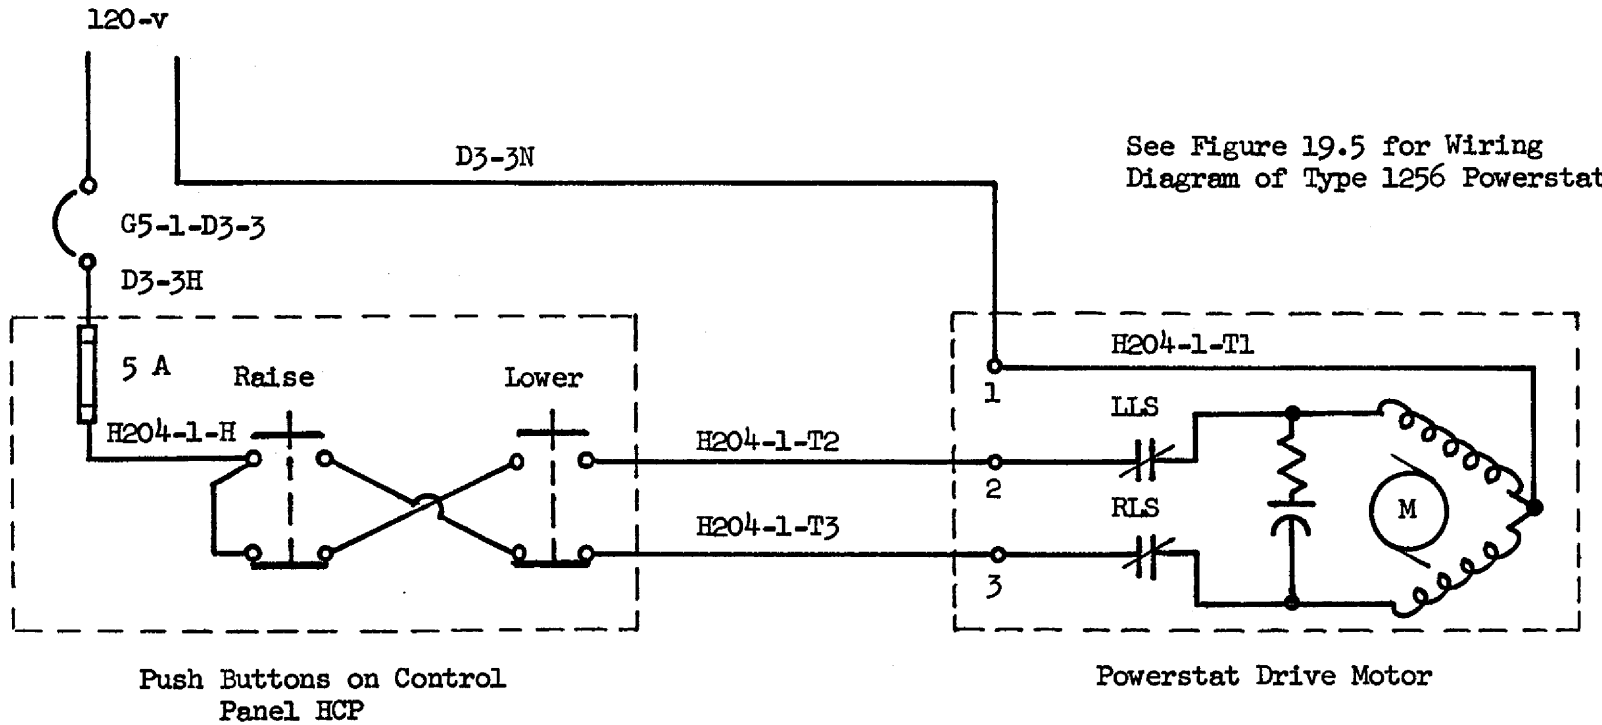 120-v
D3-3N
See Figure 19.5 for Wiring
Diagram of Type 1256 Powerstat
G5-1-D3-3
D3-3H
5 A
Raise
Lower
H204-1-H
H204-1-T2
H204-1-T3
H204-1-T1
1
LLS
2
RLS
3
M
Push Buttons on Control
Panel HCP
Powerstat Drive Motor